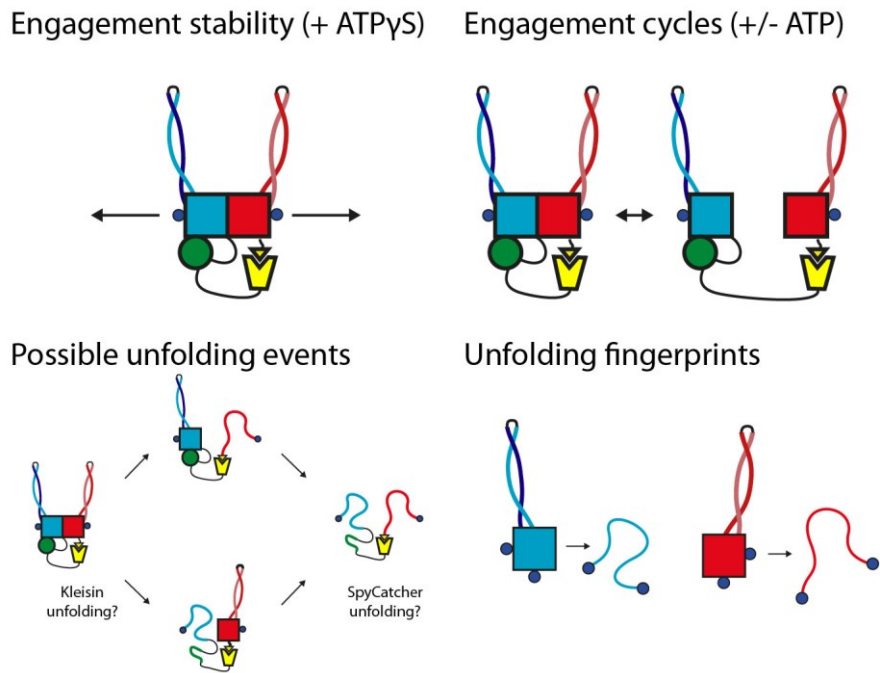 Engagement stability (+ ATPγS)
Engagement cycles (+/- ATP)
Possible unfolding events
Unfolding fingerprints
Kleisin
unfolding?
SpyCatcher
unfolding?